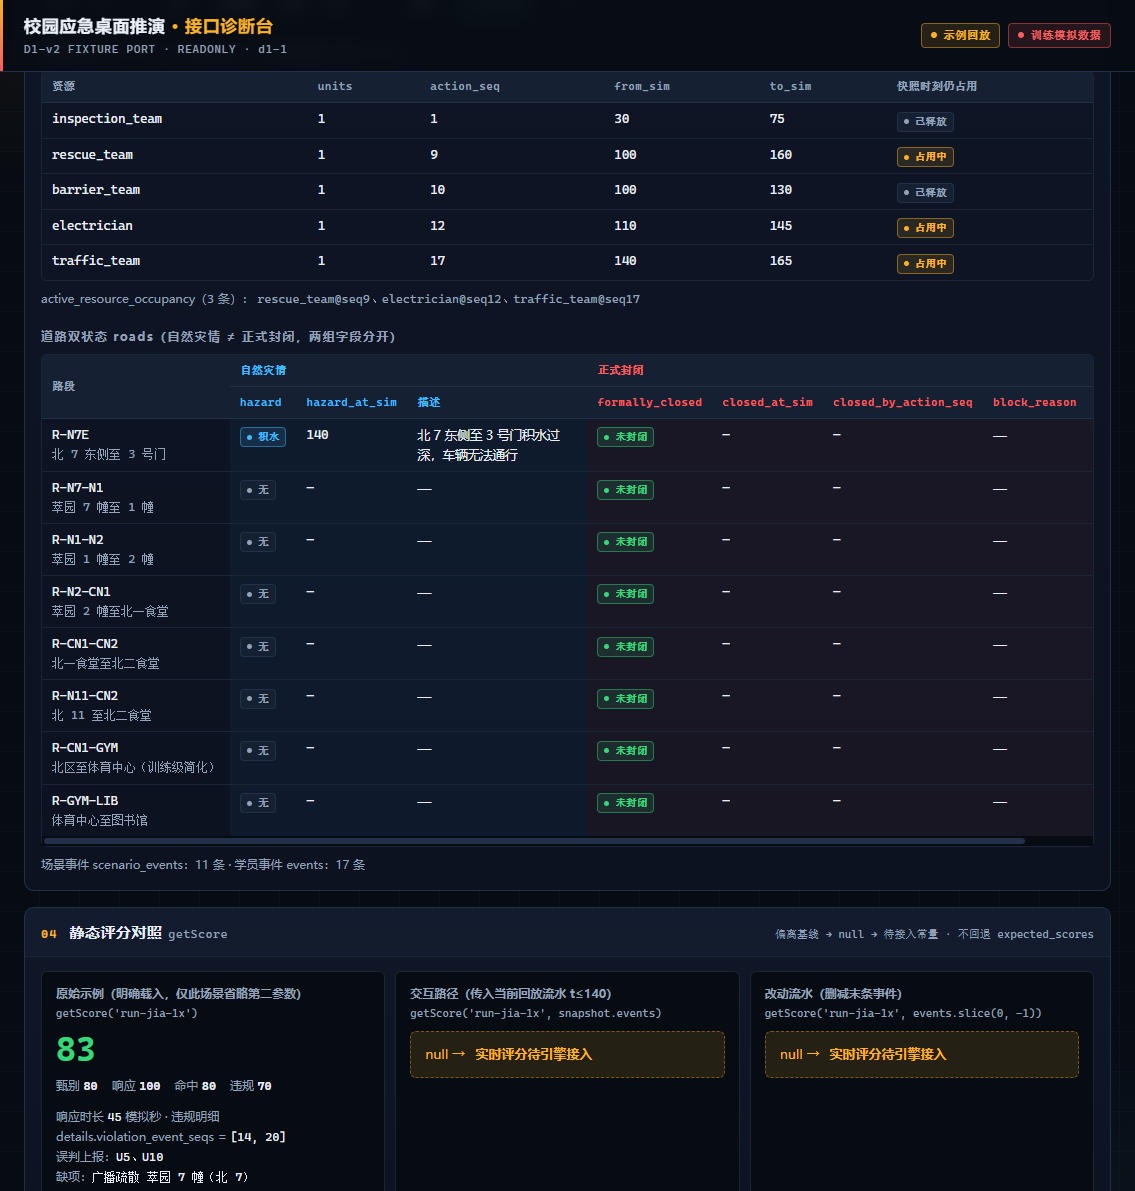 校园应急桌面推演 · 接口诊断台
D1-v2 FIXTURE PORT · READONLY · d1-1
示例回放
训练模拟数据
资源 units action_seq from_sim to_sim 快照时刻仍占用
inspection_team 1 1 30 75 已释放
rescue_team 1 9 100 160 占用中
barrier_team 1 10 100 130 已释放
electrician 1 12 110 145 占用中
traffic_team 1 17 140 165 占用中
active_resource_occupancy（3 条）: rescue_team@seq9、electrician@seq12、traffic_team@seq17
道路双状态 roads（自然灾情 ≠ 正式封闭，两组字段分开）
路段 自然灾情 正式封闭
hazard hazard_at_sim 描述 formally_closed closed_at_sim closed_by_action_seq block_reason
R-N7E 积水 140 北 7 东侧至 3 号门积水过 未封闭 — — —
北 7 东侧至 3 号门 深，车辆无法通行
R-N7-N1 无 — — 未封闭 — — —
萃园 7 幢至 1 幢
R-N1-N2 无 — — 未封闭 — — —
萃园 1 幢至 2 幢
R-N2-CN1 无 — — 未封闭 — — —
萃园 2 幢至北一食堂
R-CN1-CN2 无 — — 未封闭 — — —
北一食堂至北二食堂
R-N11-CN2 无 — — 未封闭 — — —
北 11 至北二食堂
R-CN1-GYM 无 — — 未封闭 — — —
北区至体育中心（训练级简化）
R-GYM-LIB 无 — — 未封闭 — — —
体育中心至图书馆
场景事件 scenario_events：11 条 · 学员事件 events：17 条
04 静态评分对照 getScore
偏离基线 → null → 待接入常量 · 不回退 expected_scores
原始示例（明确载入，仅此场景省略第二参数）
getScore('run-jia-1x')
83
甄别 80 响应 100 命中 80 违规 70
响应时长 45 模拟秒 · 违规明细
details.violation_event_seqs = [14, 20]
误判上报：U5、U10
缺项：广播疏散 萃园 7 幢（北 7）
交互路径（传入当前回放流水 t≤140）
getScore('run-jia-1x', snapshot.events)
null → 实时评分待引擎接入
改动流水（删减末条事件）
getScore('run-jia-1x', events.slice(0, -1))
null → 实时评分待引擎接入